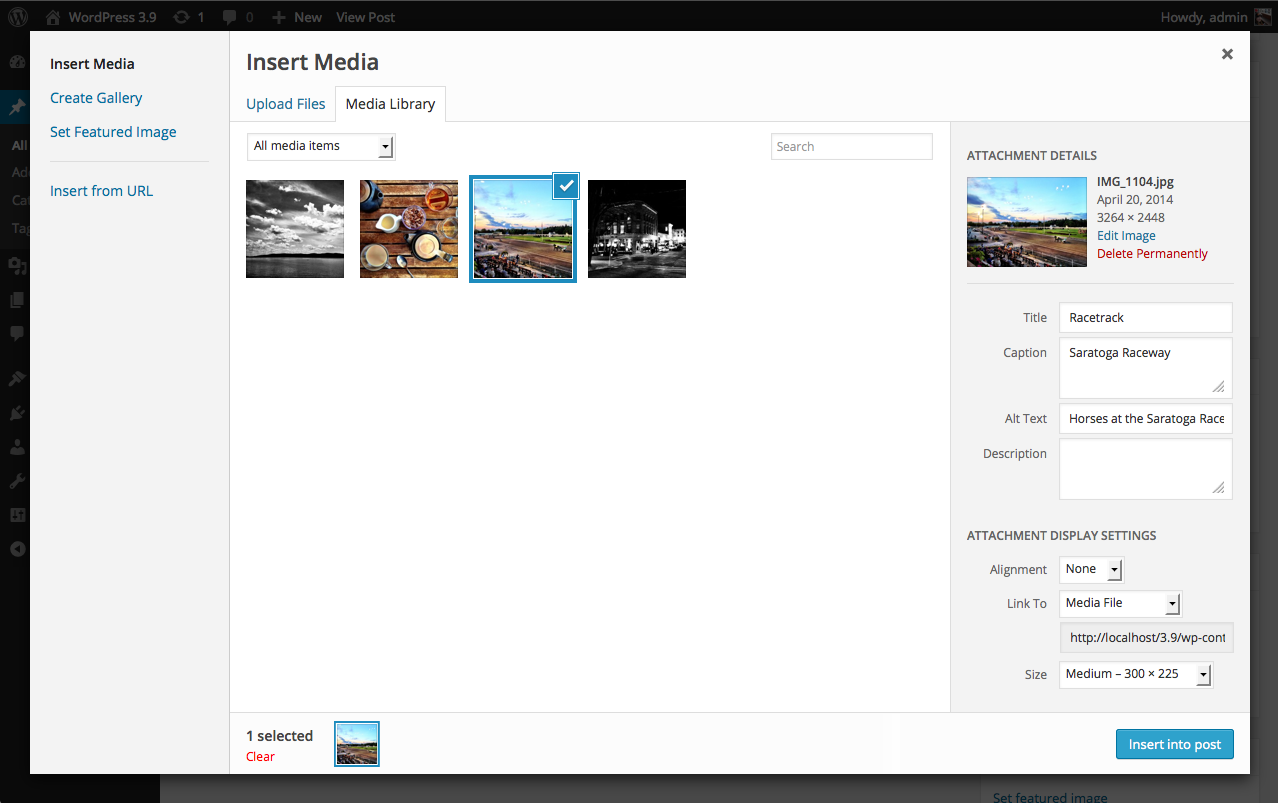 WordPress 3.9 1 0 New View Post Howdy, admin
Insert Media
Create Gallery
Set Featured Image
Insert from URL
Insert Media
Upload Files Media Library
All media items Search
ATTACHMENT DETAILS
IMG_1104.jpg
April 20, 2014
3264 × 2448
Edit Image
Delete Permanently
Title Racetrack
Caption Saratoga Raceway
Alt Text Horses at the Saratoga Race
Description
ATTACHMENT DISPLAY SETTINGS
Alignment None
Link To Media File
http://localhost/3.9/wp-cont
Size Medium – 300 × 225
1 selected
Clear
Insert into post
All
Set featured image